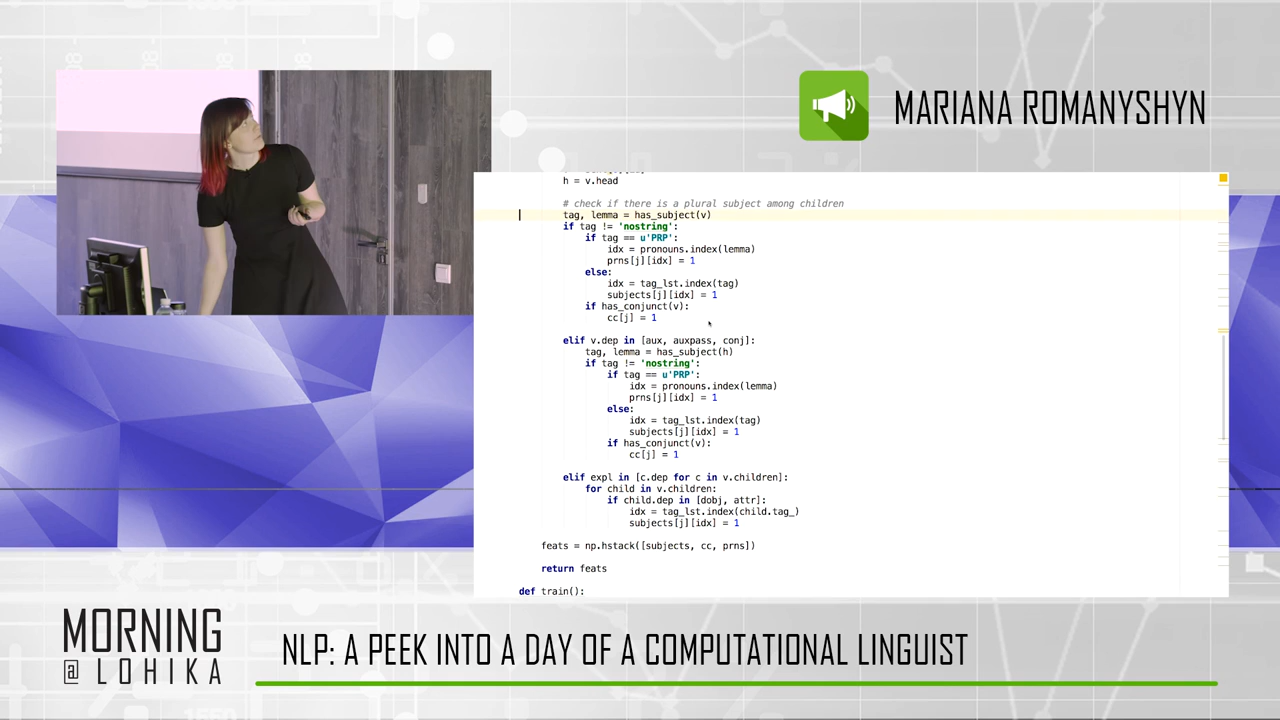 MARIANA ROMANYSHYN
h = v.head
# check if there is a plural subject among children
tag, lemma = has_subject(v)
if tag != 'nostring':
if tag == u'PRP':
idx = pronouns.index(lemma)
prns[j][idx] = 1
else:
idx = tag_lst.index(tag)
subjects[j][idx] = 1
if has_conjunct(v):
cc[j] = 1
elif v.dep in [aux, auxpass, conj]:
tag, lemma = has_subject(h)
if tag != 'nostring':
if tag == u'PRP':
idx = pronouns.index(lemma)
prns[j][idx] = 1
else:
idx = tag_lst.index(tag)
subjects[j][idx] = 1
if has_conjunct(v):
cc[j] = 1
elif expl in [c.dep for c in v.children]:
for child in v.children:
if child.dep in [dobj, attr]:
idx = tag_lst.index(child.tag_)
subjects[j][idx] = 1
feats = np.hstack([subjects, cc, prns])
return feats
def train():
MORNING
@ LOHIKA
NLP: A PEEK INTO A DAY OF A COMPUTATIONAL LINGUIST